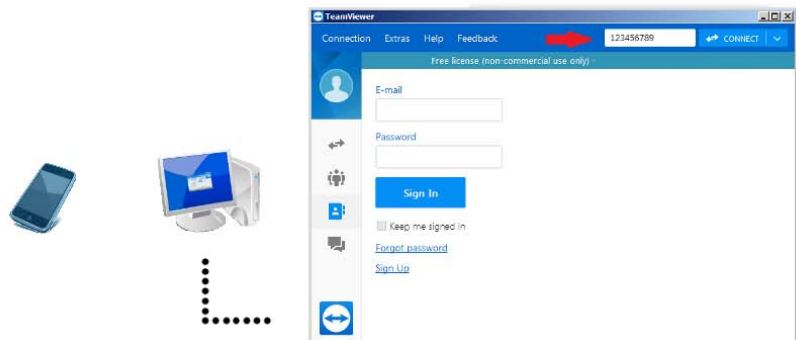 TeamViewer
Connection Extras Help Feedback 123456789 CONNECT
Free license (non-commercial use only) -
E-mail
Password
Sign In
Keep me signed in
Forgot password
Sign Up